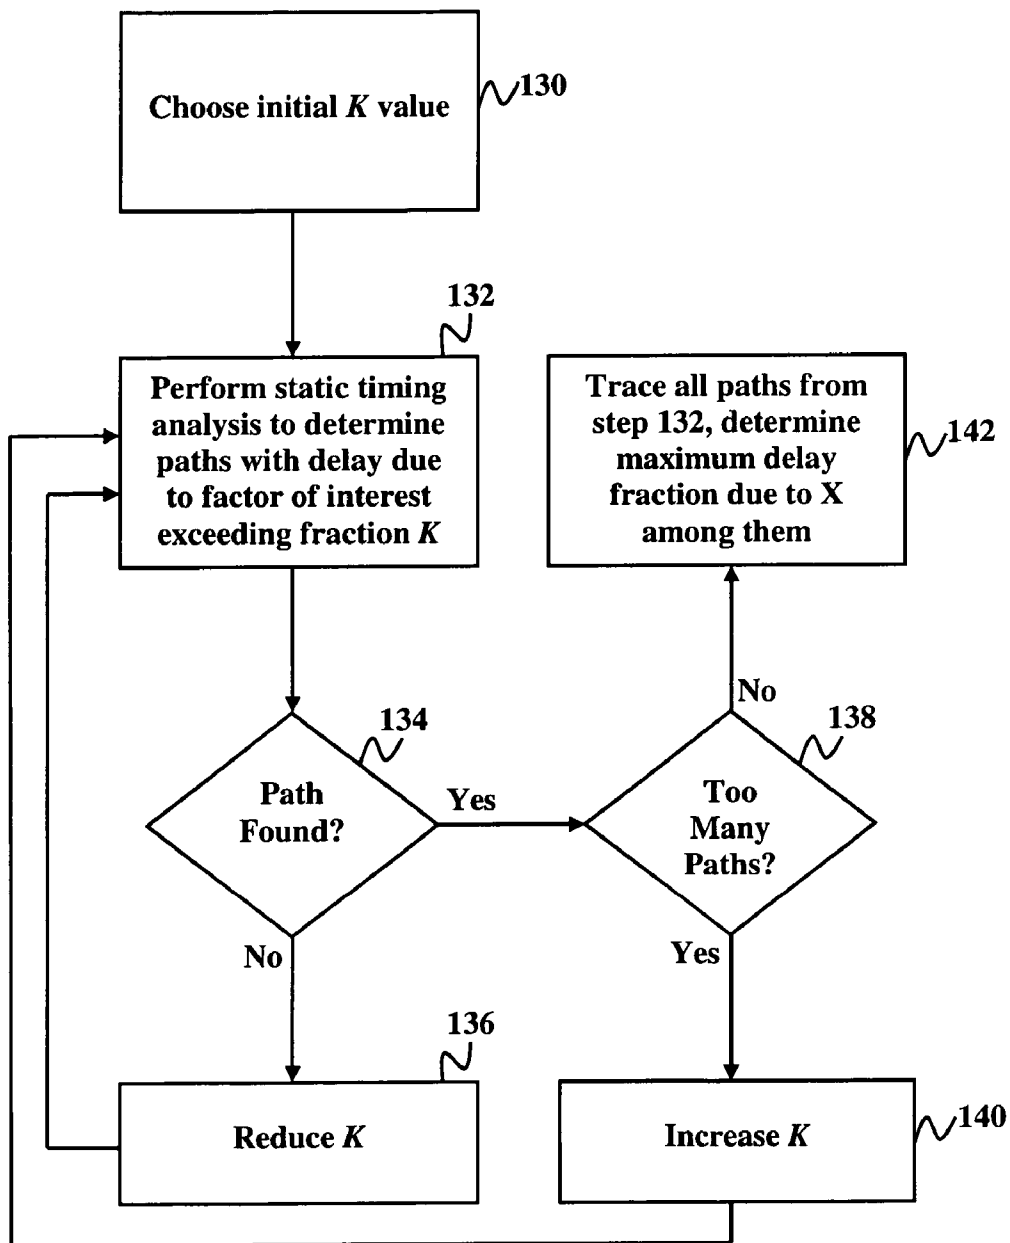 Choose initial K value
130
132
Perform static timing
analysis to determine
paths with delay due
to factor of interest
exceeding fraction K
Trace all paths from
step 132, determine
maximum delay
fraction due to X
among them
142
134
Path
Found?
Yes
No
138
Too
Many
Paths?
No
Yes
136
Reduce K
Increase K
140